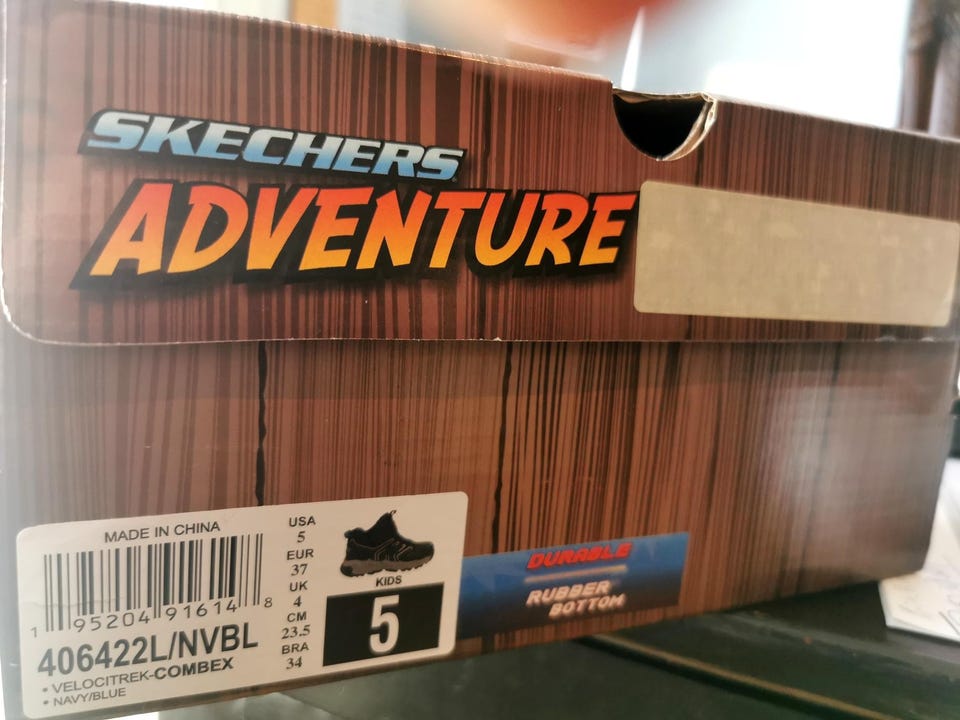 SKECHERS
ADVENTURE
MADE IN CHINA
1 95204 91614 8
406422L/NVBL
• VELOCITREK-COMBEX
• NAVY/BLUE
USA
5
EUR
37
UK
4
CM
23.5
BRA
34
KIDS
5
DURABLE
RUBBER
BOTTOM